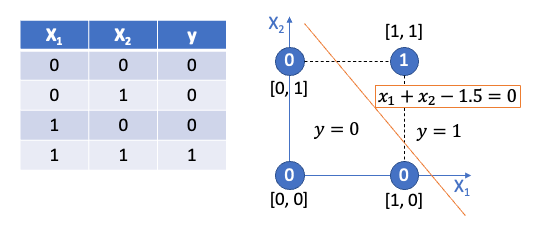 X₁ X₂ y
0 0 0
0 1 0
1 0 0
1 1 1
X₂
[1, 1]
0 1
[0, 1]
x₁ + x₂ − 1.5 = 0
y = 0 y = 1
0 0
X₁
[0, 0] [1, 0]